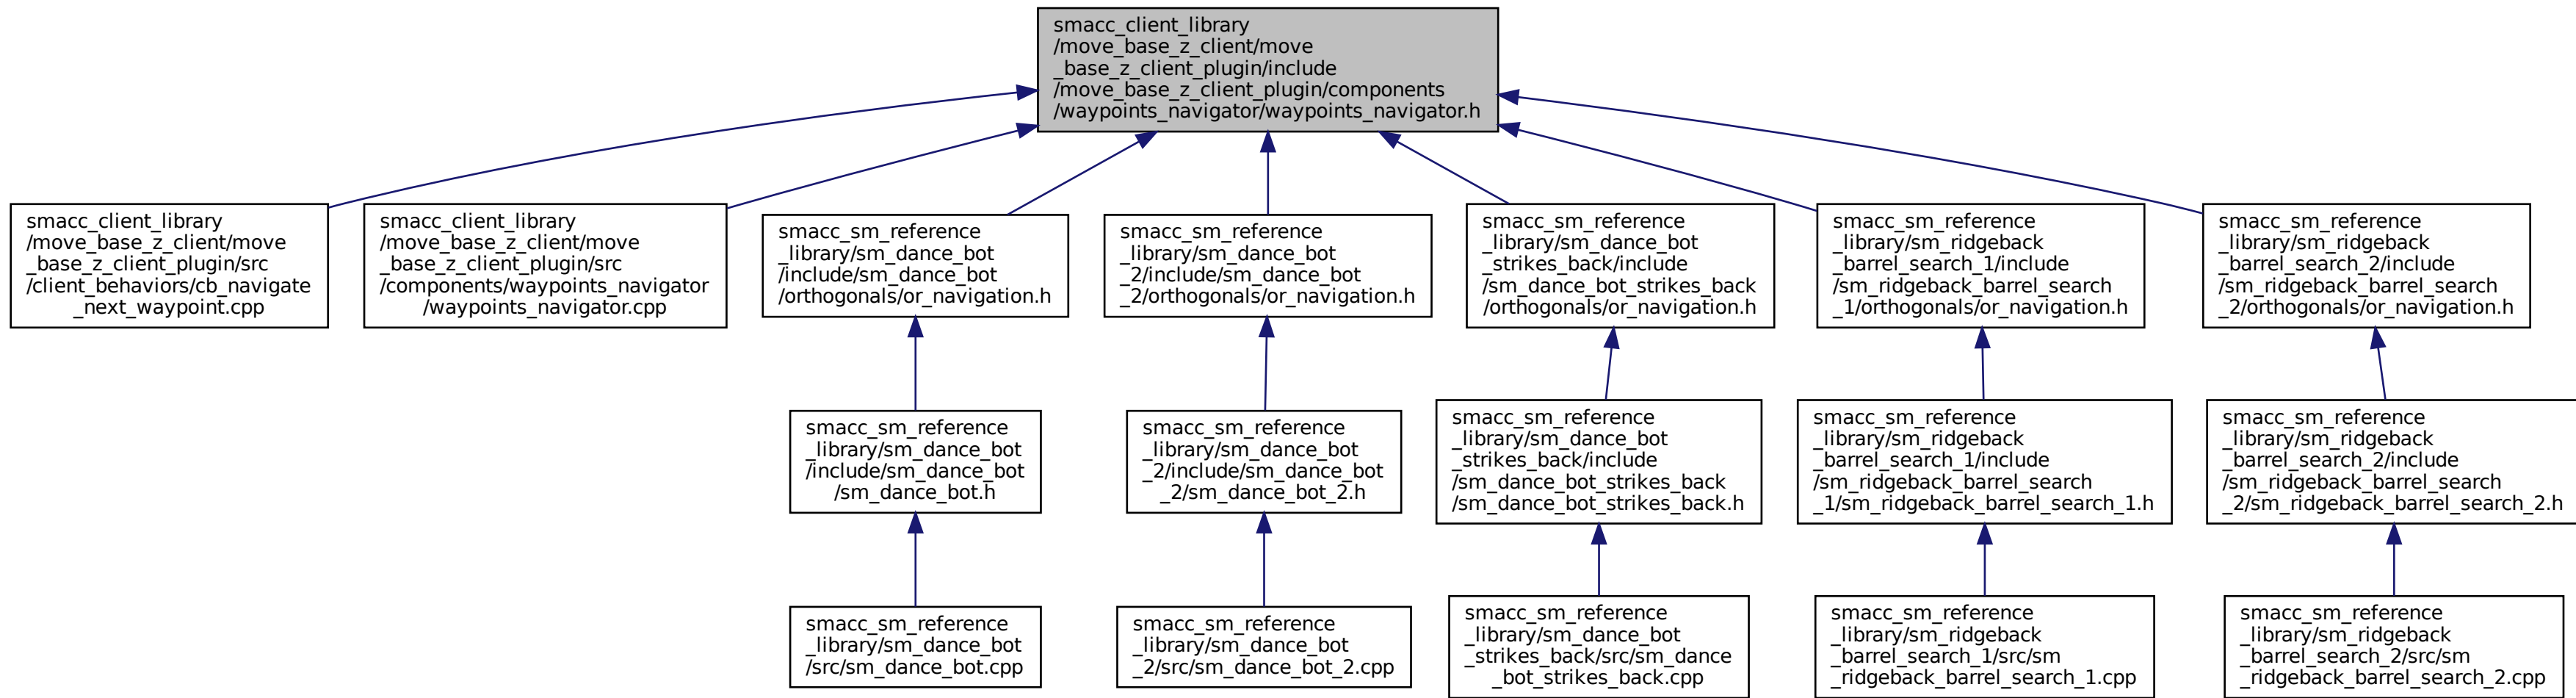 smacc_client_library
/move_base_z_client/move
_base_z_client_plugin/include
/move_base_z_client_plugin/components
/waypoints_navigator/waypoints_navigator.h
smacc_client_library
/move_base_z_client/move
_base_z_client_plugin/src
/client_behaviors/cb_navigate
_next_waypoint.cpp
smacc_client_library
/move_base_z_client/move
_base_z_client_plugin/src
/components/waypoints_navigator
/waypoints_navigator.cpp
smacc_sm_reference
_library/sm_dance_bot
/include/sm_dance_bot
/orthogonals/or_navigation.h
smacc_sm_reference
_library/sm_dance_bot
_2/include/sm_dance_bot
_2/orthogonals/or_navigation.h
smacc_sm_reference
_library/sm_dance_bot
_strikes_back/include
/sm_dance_bot_strikes_back
/orthogonals/or_navigation.h
smacc_sm_reference
_library/sm_ridgeback
_barrel_search_1/include
/sm_ridgeback_barrel_search
_1/orthogonals/or_navigation.h
smacc_sm_reference
_library/sm_ridgeback
_barrel_search_2/include
/sm_ridgeback_barrel_search
_2/orthogonals/or_navigation.h
smacc_sm_reference
_library/sm_dance_bot
/include/sm_dance_bot
/sm_dance_bot.h
smacc_sm_reference
_library/sm_dance_bot
_2/include/sm_dance_bot
_2/sm_dance_bot_2.h
smacc_sm_reference
_library/sm_dance_bot
_strikes_back/include
/sm_dance_bot_strikes_back
/sm_dance_bot_strikes_back.h
smacc_sm_reference
_library/sm_ridgeback
_barrel_search_1/include
/sm_ridgeback_barrel_search
_1/sm_ridgeback_barrel_search_1.h
smacc_sm_reference
_library/sm_ridgeback
_barrel_search_2/include
/sm_ridgeback_barrel_search
_2/sm_ridgeback_barrel_search_2.h
smacc_sm_reference
_library/sm_dance_bot
/src/sm_dance_bot.cpp
smacc_sm_reference
_library/sm_dance_bot
_2/src/sm_dance_bot_2.cpp
smacc_sm_reference
_library/sm_dance_bot
_strikes_back/src/sm_dance
_bot_strikes_back.cpp
smacc_sm_reference
_library/sm_ridgeback
_barrel_search_1/src/sm
_ridgeback_barrel_search_1.cpp
smacc_sm_reference
_library/sm_ridgeback
_barrel_search_2/src/sm
_ridgeback_barrel_search_2.cpp